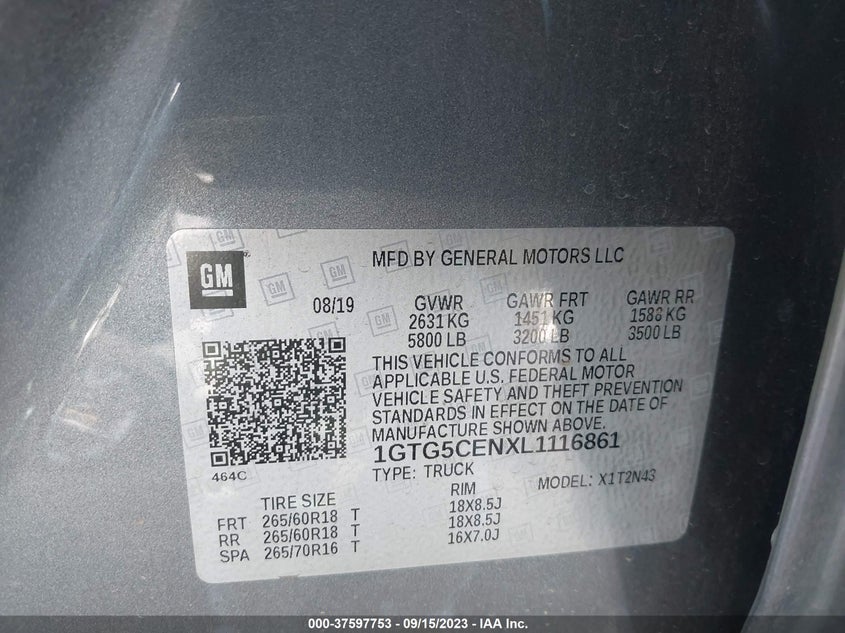 GM
MFD BY GENERAL MOTORS LLC
08/19
GVWR GAWR FRT GAWR RR
2631 KG 1451 KG 1588 KG
5800 LB 3200 LB 3500 LB
THIS VEHICLE CONFORMS TO ALL
APPLICABLE U.S. FEDERAL MOTOR
VEHICLE SAFETY AND THEFT PREVENTION
STANDARDS IN EFFECT ON THE DATE OF
MANUFACTURE SHOWN ABOVE.
1GTG5CENXL1116861
464C
TYPE: TRUCK MODEL: X1T2N43
TIRE SIZE RIM
FRT 265/60R18 T 18X8.5J
RR 265/60R18 T 18X8.5J
SPA 265/70R16 T 16X7.0J
000-37597753 - 09/15/2023 - IAA Inc.